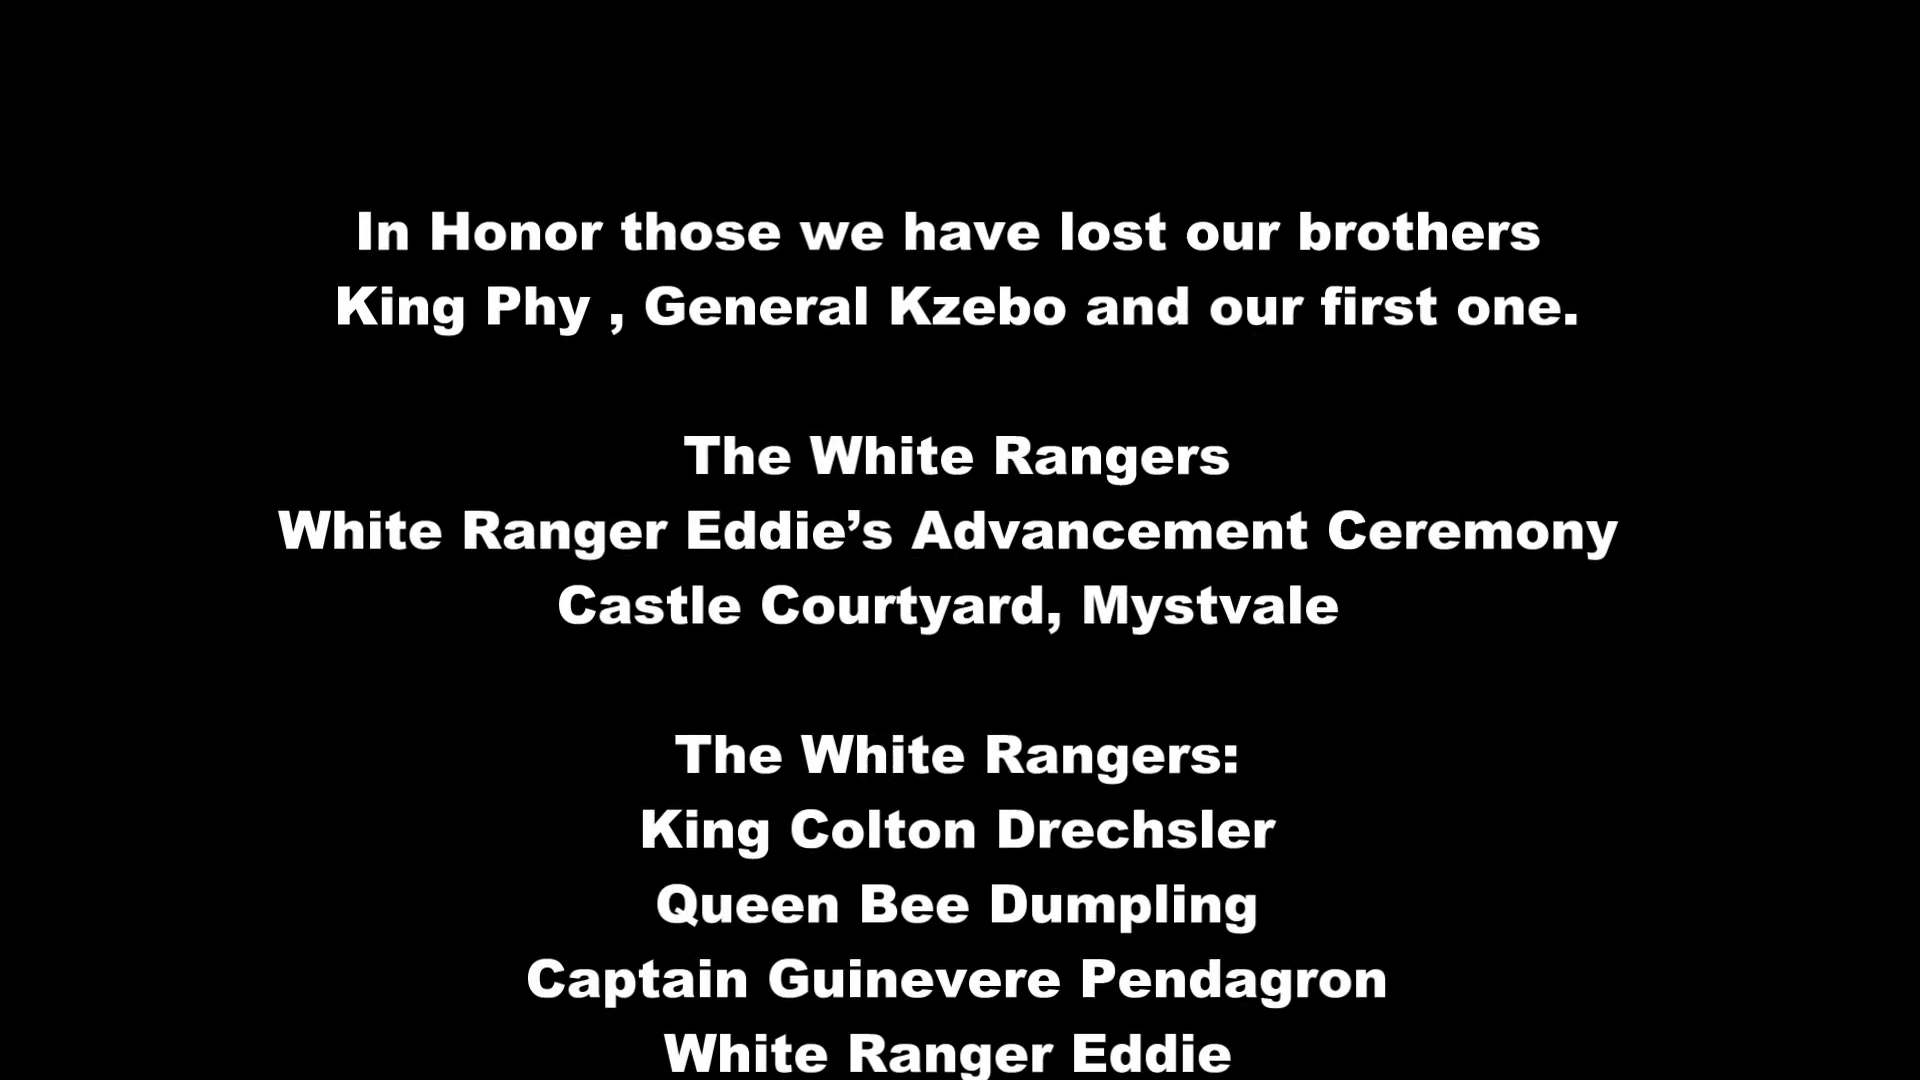 In Honor those we have lost our brothers
King Phy , General Kzebo and our first one.
The White Rangers
White Ranger Eddie’s Advancement Ceremony
Castle Courtyard, Mystvale
The White Rangers:
King Colton Drechsler
Queen Bee Dumpling
Captain Guinevere Pendagron
White Ranger Eddie